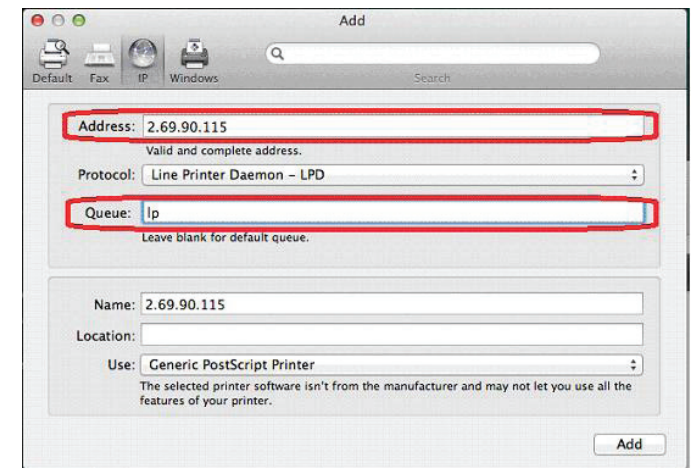 Add
Default Fax IP Windows Search
Address: 2.69.90.115
Valid and complete address.
Protocol: Line Printer Daemon – LPD
Queue: lp
Leave blank for default queue.
Name: 2.69.90.115
Location:
Use: Generic PostScript Printer
The selected printer software isn't from the manufacturer and may not let you use all the
features of your printer.
Add